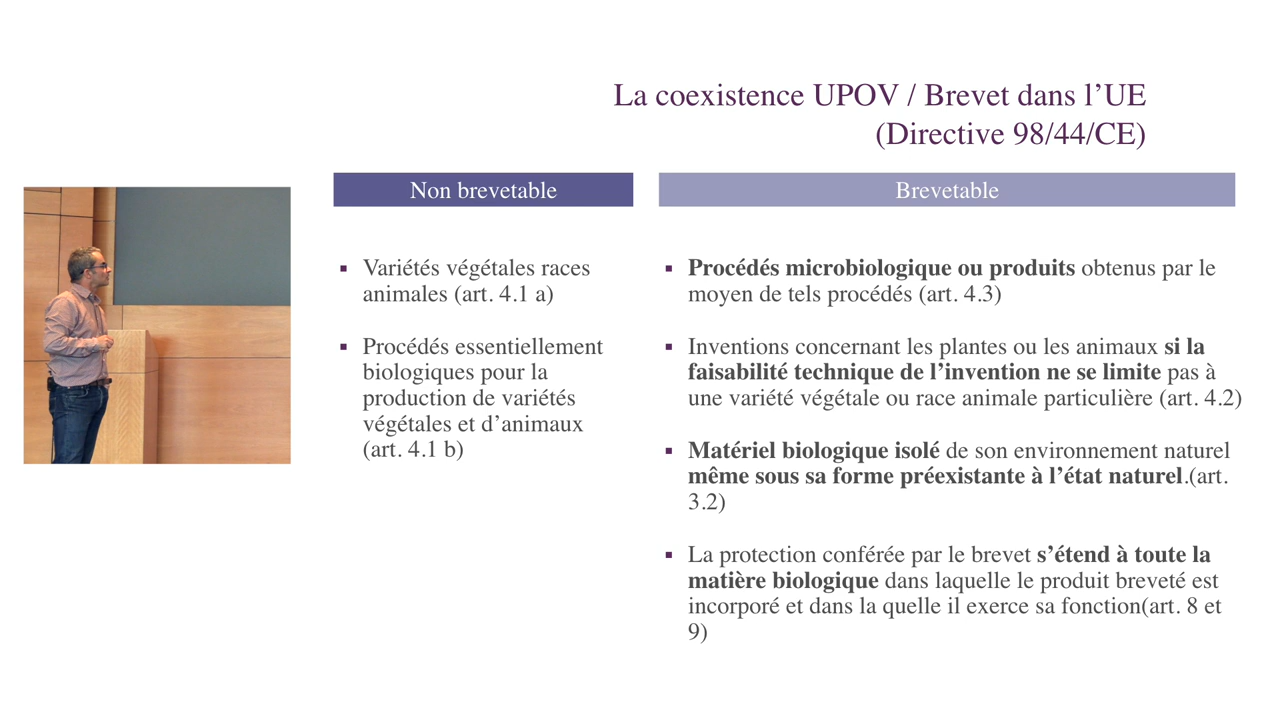 La coexistence UPOV / Brevet dans l’UE
(Directive 98/44/CE)
Non brevetable
▪ Variétés végétales races
animales (art. 4.1 a)
▪ Procédés essentiellement
biologiques pour la
production de variétés
végétales et d’animaux
(art. 4.1 b)
Brevetable
▪ Procédés microbiologique ou produits obtenus par le
moyen de tels procédés (art. 4.3)
▪ Inventions concernant les plantes ou les animaux si la
faisabilité technique de l’invention ne se limite pas à
une variété végétale ou race animale particulière (art. 4.2)
▪ Matériel biologique isolé de son environnement naturel
même sous sa forme préexistante à l’état naturel.(art.
3.2)
▪ La protection conférée par le brevet s’étend à toute la
matière biologique dans laquelle le produit breveté est
incorporé et dans la quelle il exerce sa fonction(art. 8 et
9)